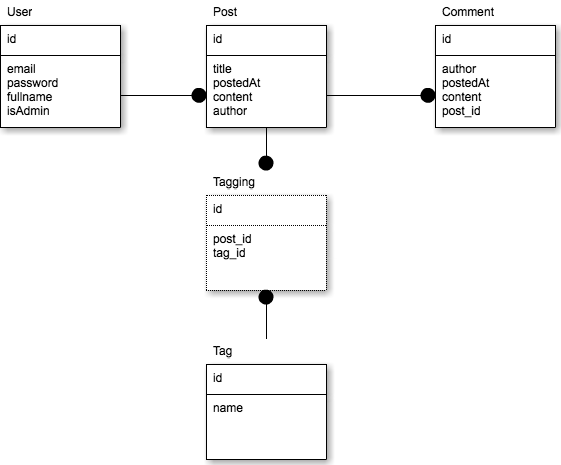 User
id
email
password
fullname
isAdmin
Post
id
title
postedAt
content
author
Comment
id
author
postedAt
content
post_id
Tagging
id
post_id
tag_id
Tag
id
name